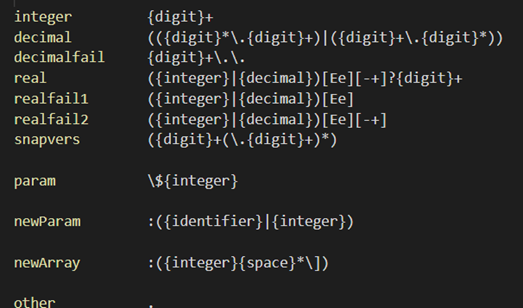 integer {digit}+
decimal (({digit}*\.{digit}+)|({digit}+\.{digit}*))
decimalfail {digit}+\.\.
real ({integer}|{decimal})[Ee][-+]?{digit}+
realfail1 ({integer}|{decimal})[Ee]
realfail2 ({integer}|{decimal})[Ee][-+]
snapvers ({digit}+(\.{digit}+)*)
param \${integer}
newParam :({identifier}|{integer})
newArray :({integer}{space}*\])
other .